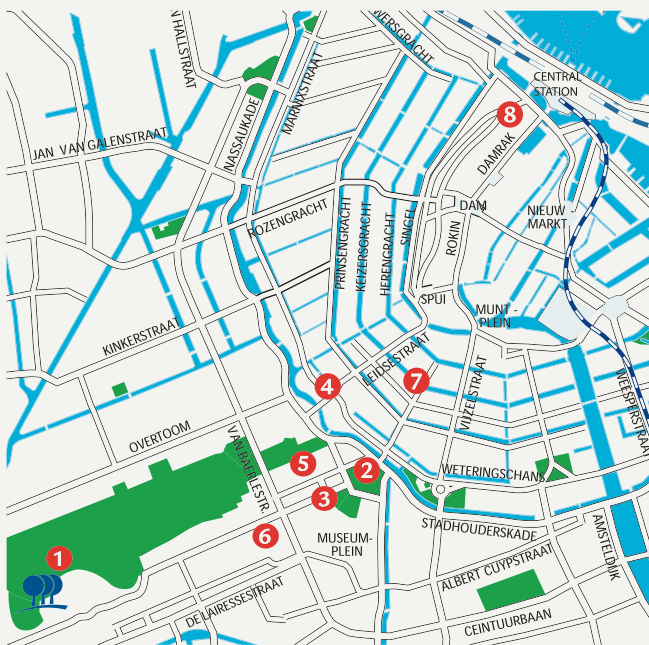 N HALLSTRAAT
WERSGRACHT
MARNIXSTRAAT
CENTRAL
STATION
8
NASSAUKADE
JAN VAN GALENSTRAAT
DAMRAK
DAM
NIEUW-
MARKT
ROZENGRACHT
PRINSENGRACHT
KEIZERSGRACHT
HERENGRACHT
SINGEL
ROKIN
SPUI
MUNT-
PLEIN
KINKERSTRAAT
LEIDSESTRAAT
4
7
VIJZELSTRAAT
WEESPERSTRAAT
OVERTOOM
VAN BAERLESTR.
5
2
WETERINGSCHANS
3
6
STADHOUDERSKADE
MUSEUM-
PLEIN
AMSTELDIJK
1
ALBERT CUYPSTRAAT
DE LAIRESSESTRAAT
CEINTUURBAAN